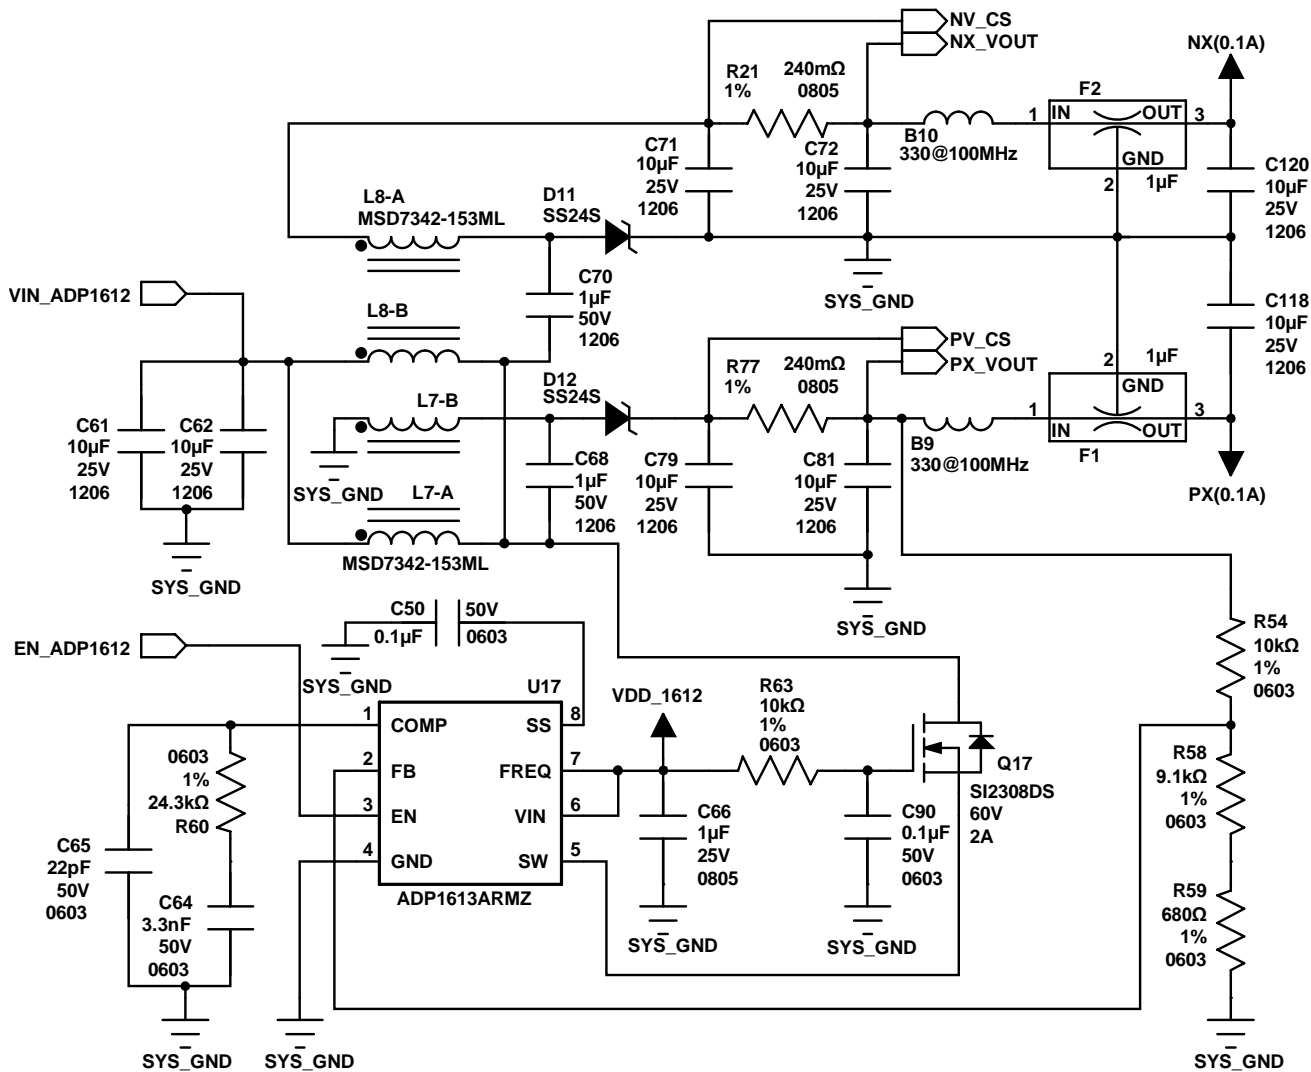 NV_CS
NX_VOUT
NX(0.1A)
R21
1%
240mΩ
0805
F2
1
IN
OUT
3
GND
2
1µF
B10
330@100MHz
C71
10µF
25V
1206
C72
10µF
25V
1206
C120
10µF
25V
1206
L8-A
MSD7342-153ML
D11
SS24S
SYS_GND
VIN_ADP1612
L8-B
C70
1µF
50V
1206
C118
10µF
25V
1206
PV_CS
PX_VOUT
R77
1%
240mΩ
0805
D12
SS24S
2
1µF
GND
1
IN
OUT
3
F1
B9
330@100MHz
PX(0.1A)
C61
10µF
25V
1206
C62
10µF
25V
1206
L7-B
SYS_GND
L7-A
MSD7342-153ML
C68
1µF
50V
1206
C79
10µF
25V
1206
C81
10µF
25V
1206
SYS_GND
SYS_GND
C50
0.1µF
50V
0603
SYS_GND
EN_ADP1612
R54
10kΩ
1%
0603
U17
1
COMP
SS
8
2
FB
FREQ
7
3
EN
VIN
6
4
GND
SW
5
ADP1613ARMZ
VDD_1612
R63
10kΩ
1%
0603
Q17
SI2308DS
60V
2A
0603
1%
24.3kΩ
R60
C65
22pF
50V
0603
C64
3.3nF
50V
0603
C66
1µF
25V
0805
C90
0.1µF
50V
0603
R58
9.1kΩ
1%
0603
R59
680Ω
1%
0603
SYS_GND
SYS_GND
SYS_GND
SYS_GND
SYS_GND